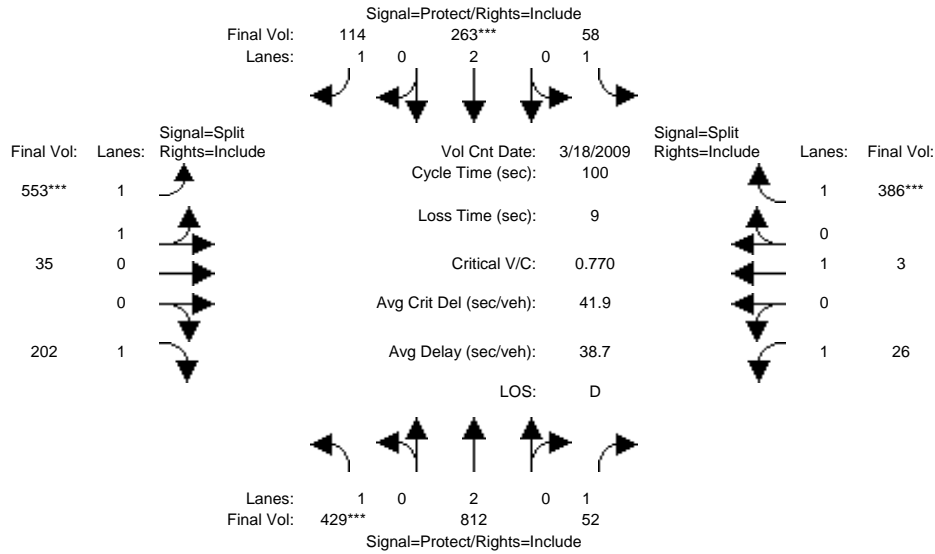 Signal=Protect/Rights=Include
Final Vol: 114 263*** 58
Lanes: 1 0 2 0 1
Signal=Split Signal=Split
Final Vol: Lanes: Rights=Include Vol Cnt Date: 3/18/2009 Rights=Include Lanes: Final Vol:
Cycle Time (sec): 100
553*** 1 1 386***
Loss Time (sec): 9
1 0
35 0 Critical V/C: 0.770 1 3
0 Avg Crit Del (sec/veh): 41.9 0
202 1 Avg Delay (sec/veh): 38.7 1 26
LOS: D
Lanes: 1 0 2 0 1
Final Vol: 429*** 812 52
Signal=Protect/Rights=Include